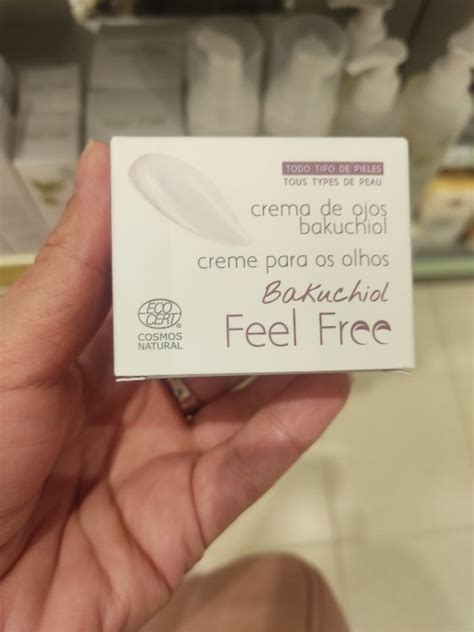 TODO TIPO DE PIELES
TOUS TYPES DE PEAU
crema de ojos
bakuchiol
creme para os olhos
Bakuchiol
Feel Free
ECO
CERT
COSMOS
NATURAL